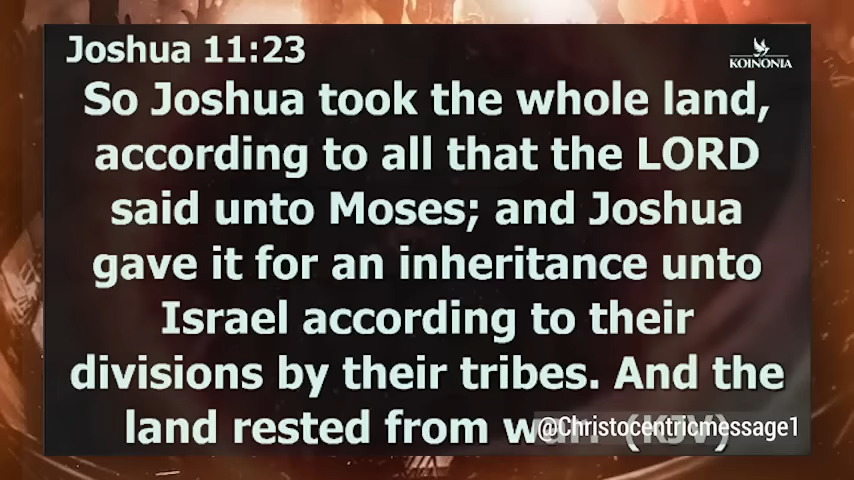 Joshua 11:23
KOINONIA
So Joshua took the whole land,
according to all that the LORD
said unto Moses; and Joshua
gave it for an inheritance unto
Israel according to their
divisions by their tribes. And the
land rested from
@Christocentricmessage1